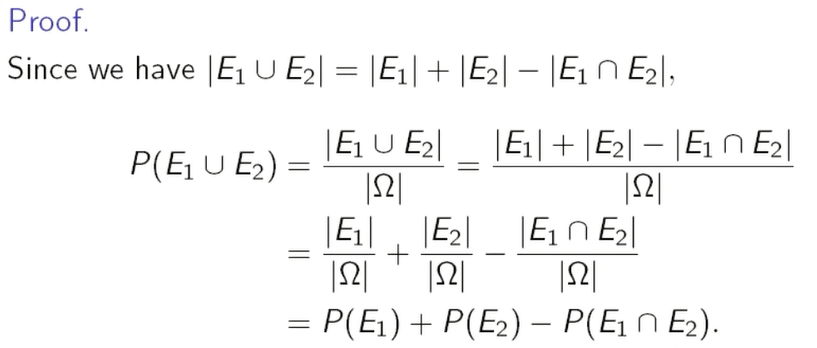 Proof.
Since we have |E₁ ∪ E₂| = |E₁| + |E₂| − |E₁ ∩ E₂|,
P(E₁ ∪ E₂) = |E₁ ∪ E₂| / |Ω| = |E₁| + |E₂| − |E₁ ∩ E₂| / |Ω|
= |E₁| / |Ω| + |E₂| / |Ω| − |E₁ ∩ E₂| / |Ω|
= P(E₁) + P(E₂) − P(E₁ ∩ E₂).